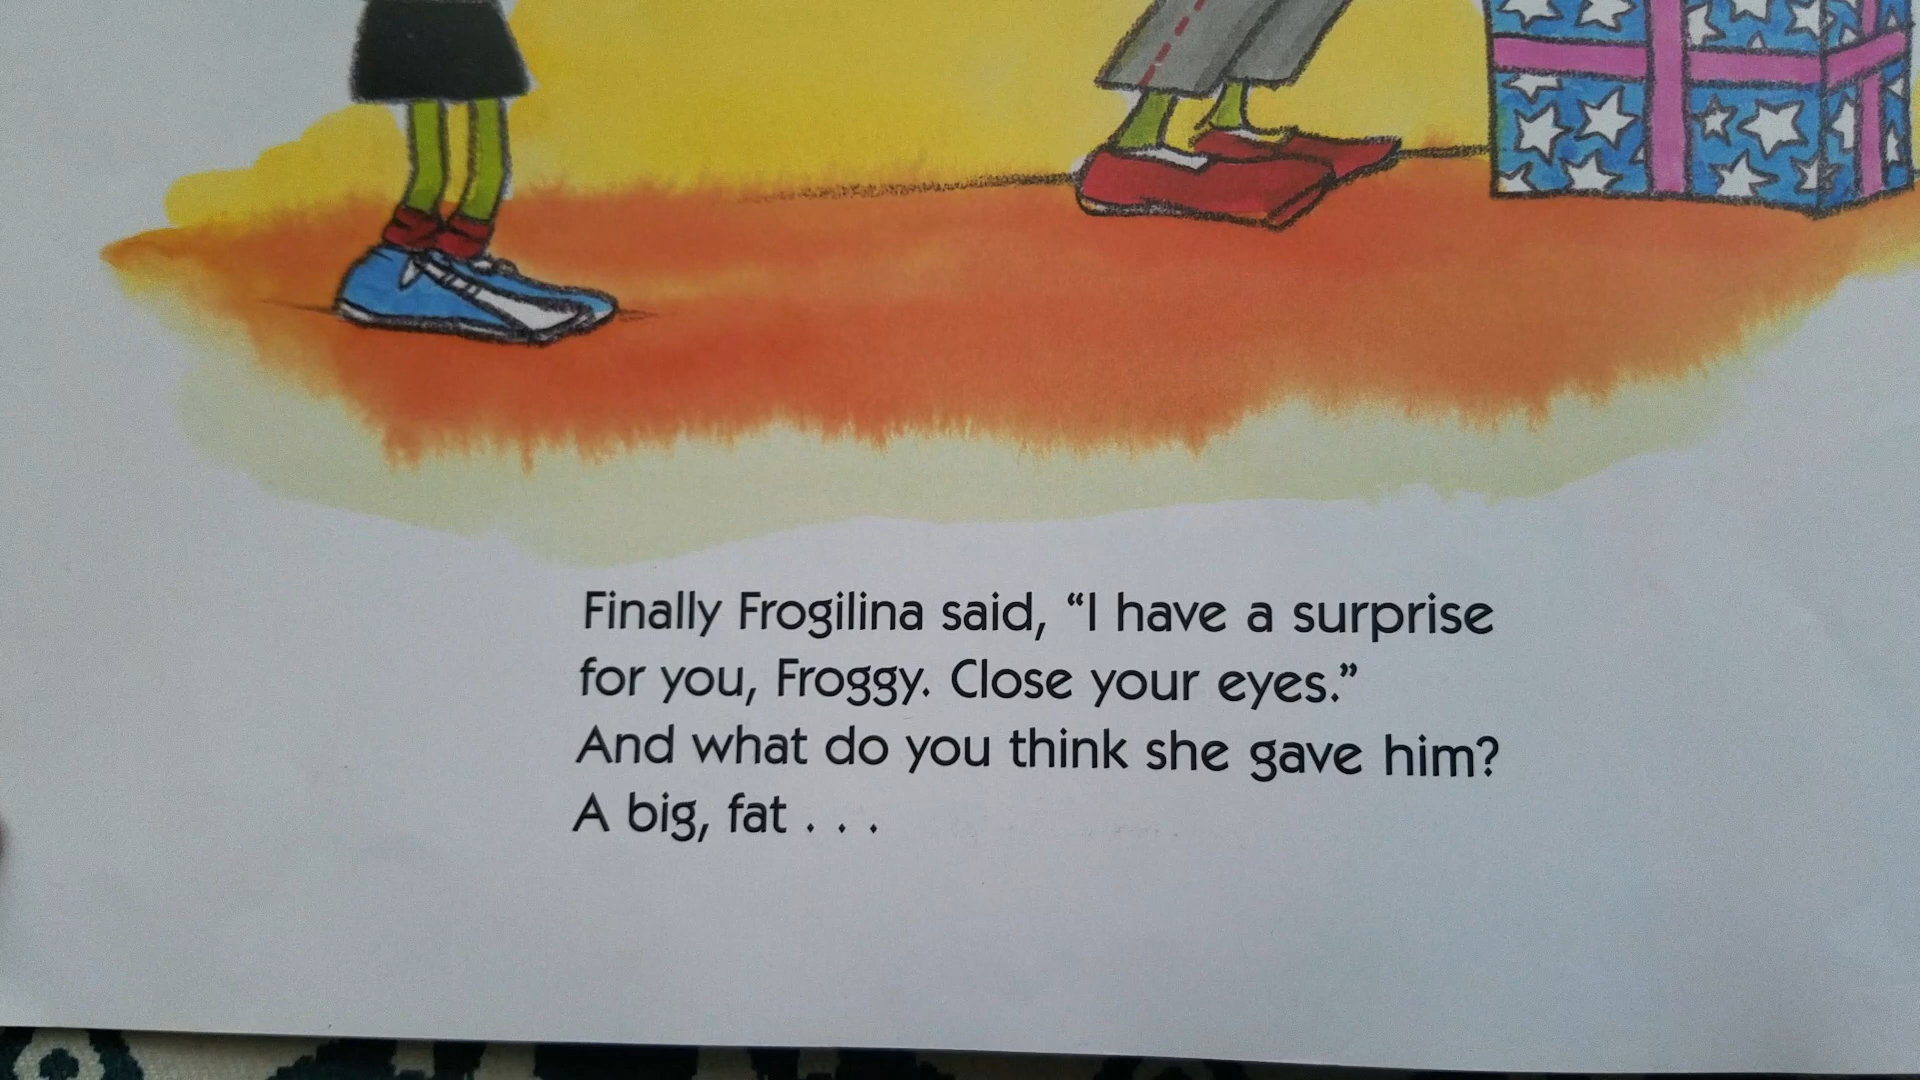 Finally Frogilina said, “I have a surprise
for you, Froggy. Close your eyes.”
And what do you think she gave him?
A big, fat . . .